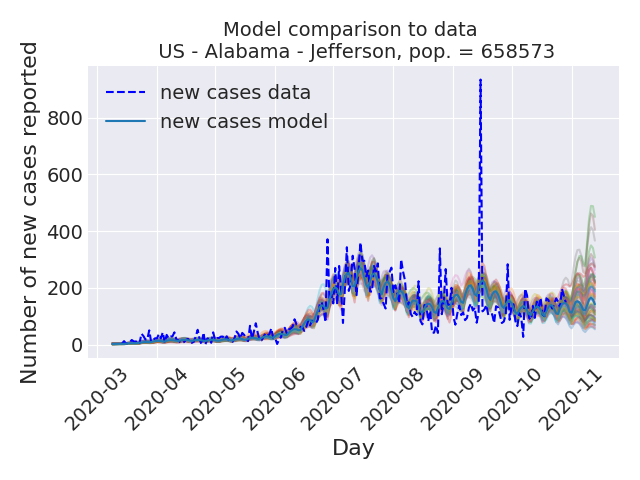 Model comparison to data
US - Alabama - Jefferson, pop. = 658573
Number of new cases reported
800
600
400
200
0
new cases data
new cases model
2020-03
2020-04
2020-05
2020-06
2020-07
2020-08
2020-09
2020-10
2020-11
Day